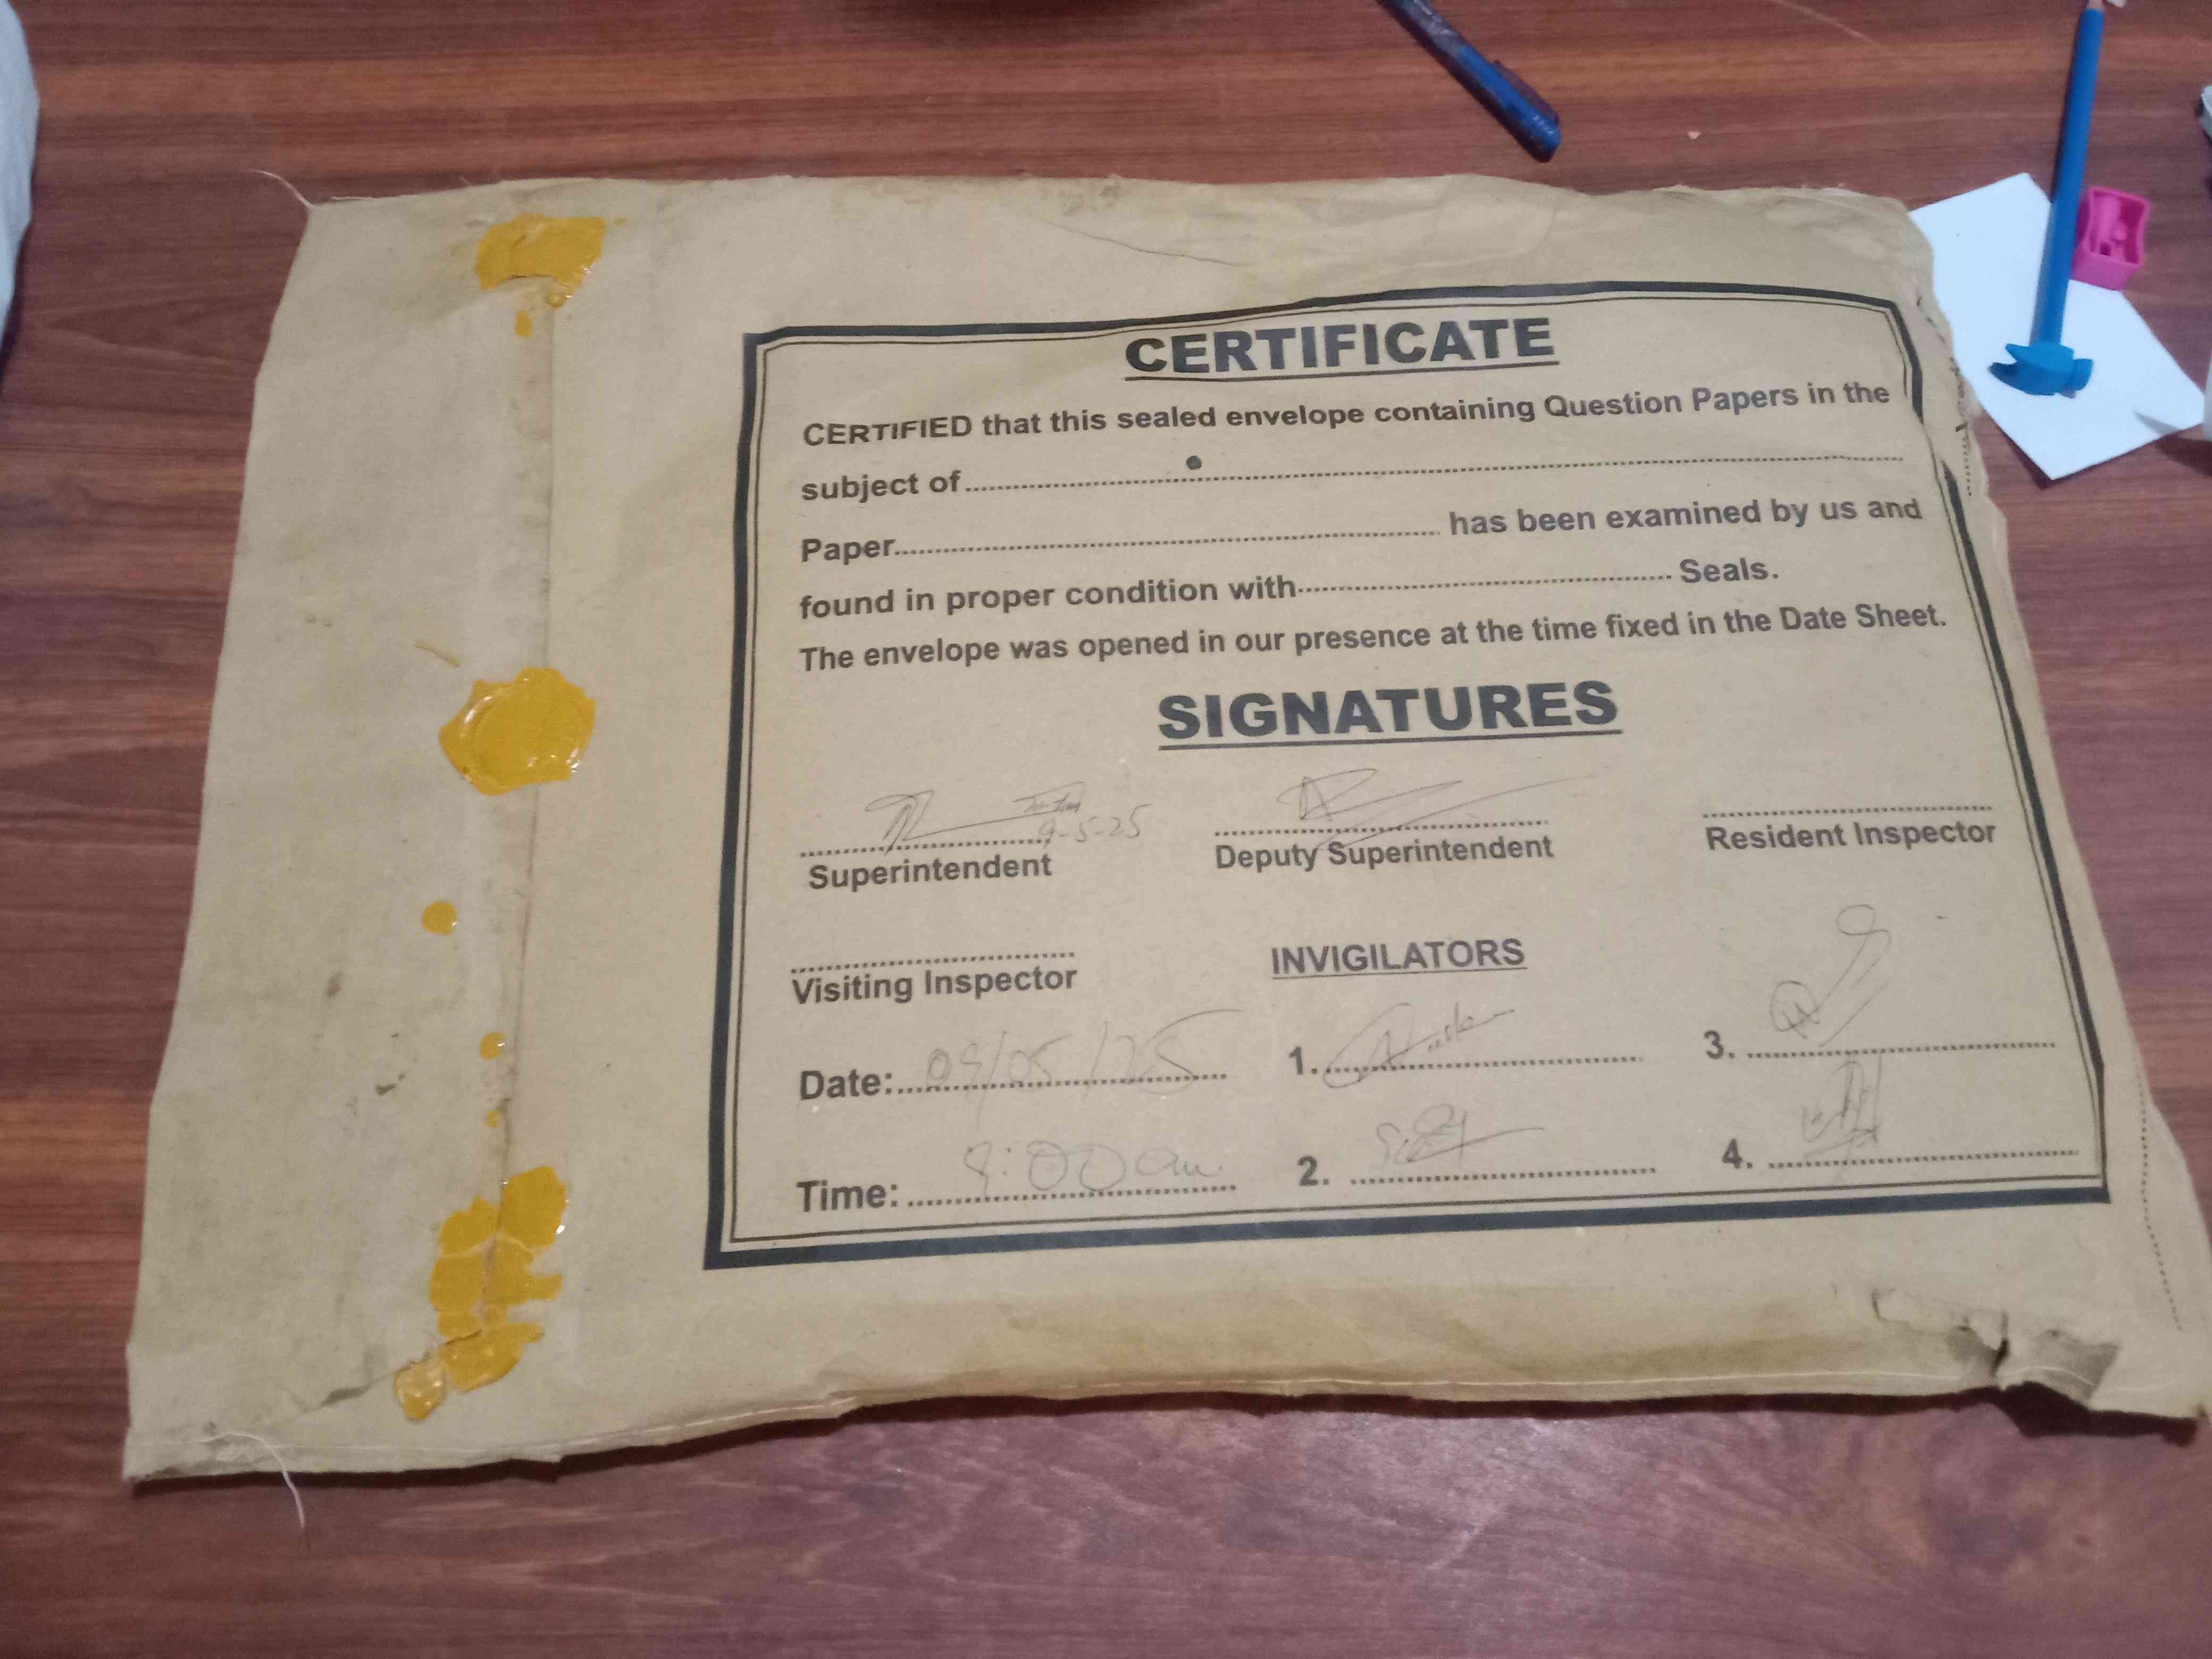 CERTIFICATE
CERTIFIED that this sealed envelope containing Question Papers in the
subject of..........
Paper.......... has been examined by us and
found in proper condition with.......... Seals.
The envelope was opened in our presence at the time fixed in the Date Sheet.
SIGNATURES
9-5-25
Superintendent
Deputy Superintendent
Resident Inspector
Visiting Inspector
INVIGILATORS
Date: 09/05/25
1.
3.
Time: :00 am
2.
4.